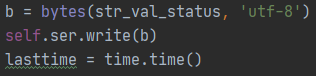 b = bytes(str_val_status, 'utf-8')
self.ser.write(b)
lasttime = time.time()